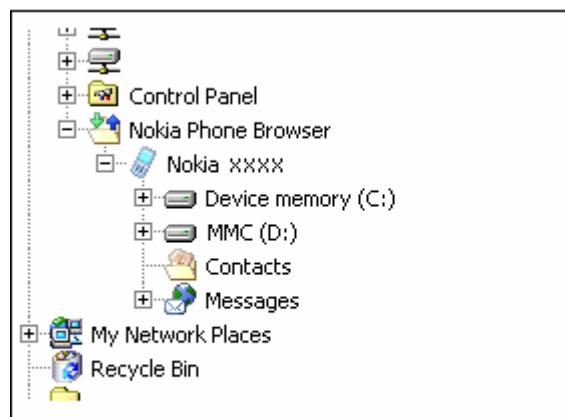 Control Panel
Nokia Phone Browser
Nokia xxxx
Device memory (C:)
MMC (D:)
Contacts
Messages
My Network Places
Recycle Bin